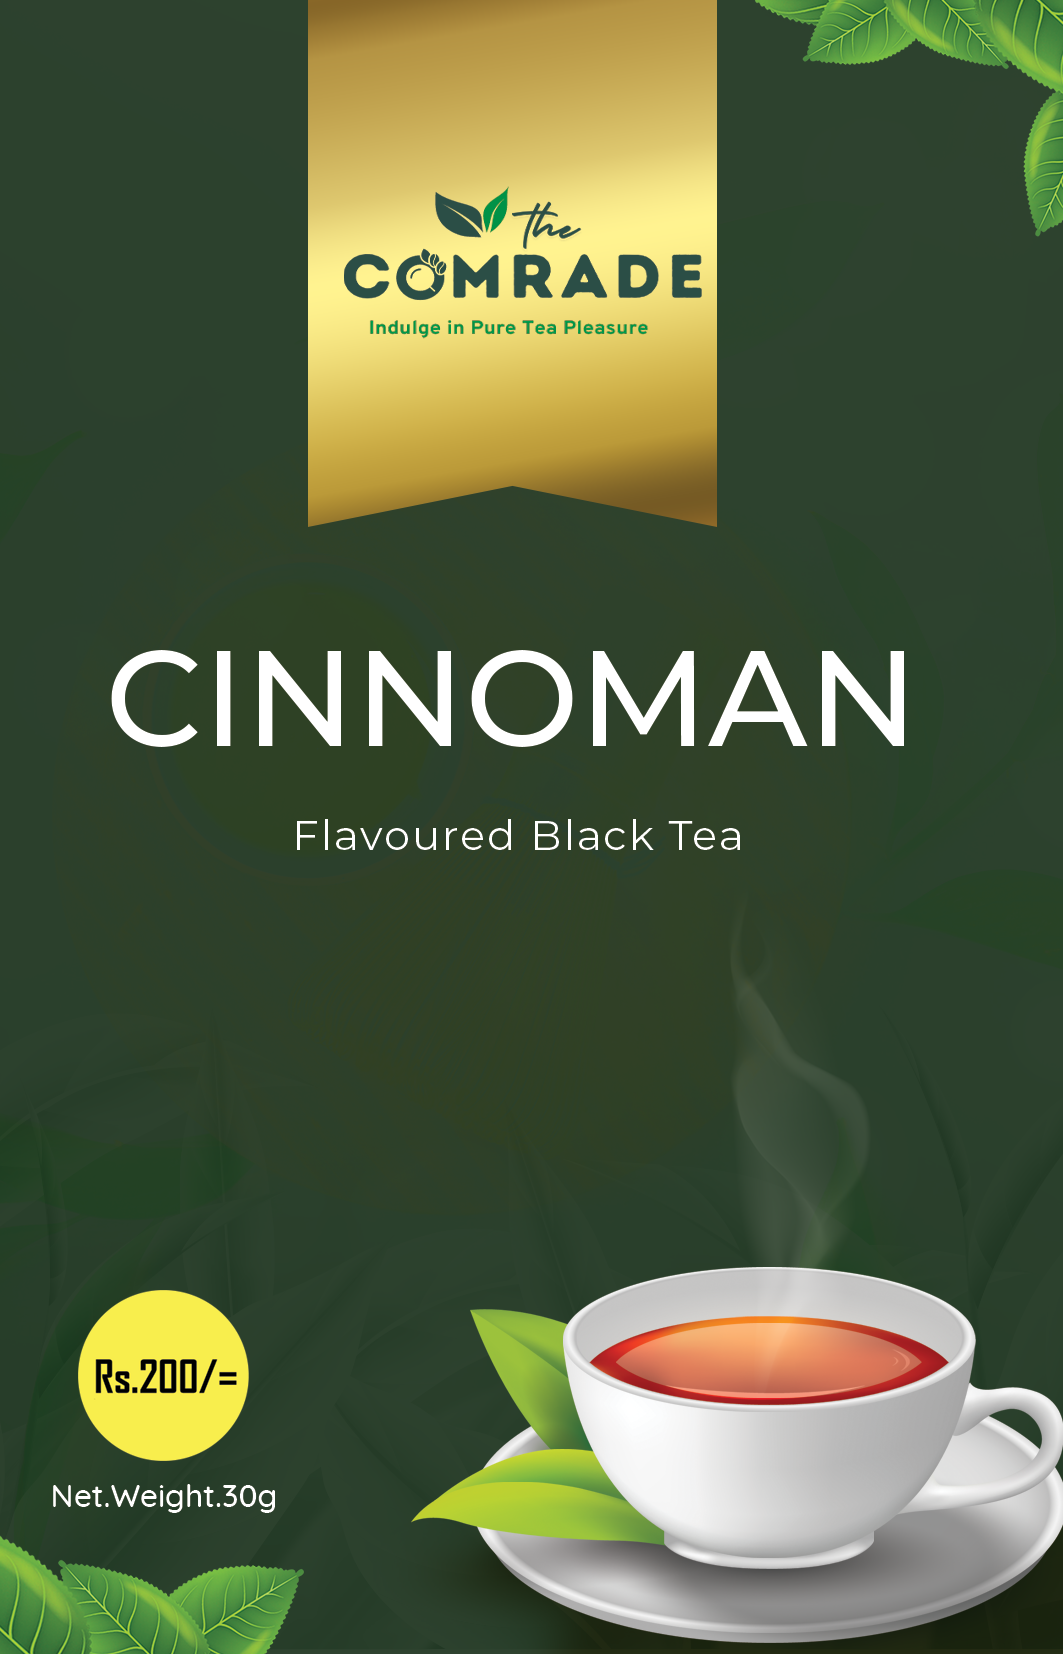 the
COMRADE
Indulge in Pure Tea Pleasure
CINNOMAN
Flavoured Black Tea
Rs.200/=
Net.Weight.30g